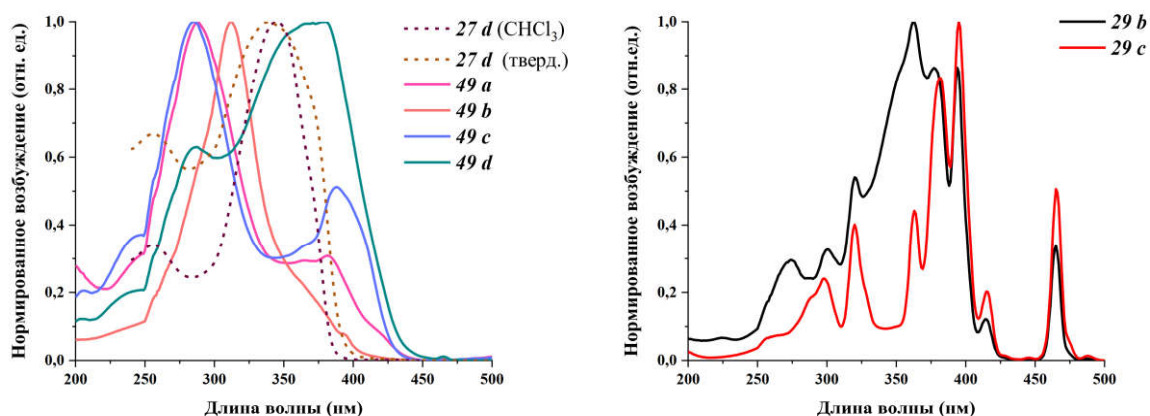 Нормированное возбуждение (отн. ед.)
1,0
0,8
0,6
0,4
0,2
0,0
200 250 300 350 400 450 500
Длина волны (нм)
27 d (CHCl₃)
27 d (тверд.)
49 a
49 b
49 c
49 d
Нормированное возбуждение (отн.ед.)
1,0
0,8
0,6
0,4
0,2
0,0
200 250 300 350 400 450 500
Длина волны (нм)
29 b
29 c